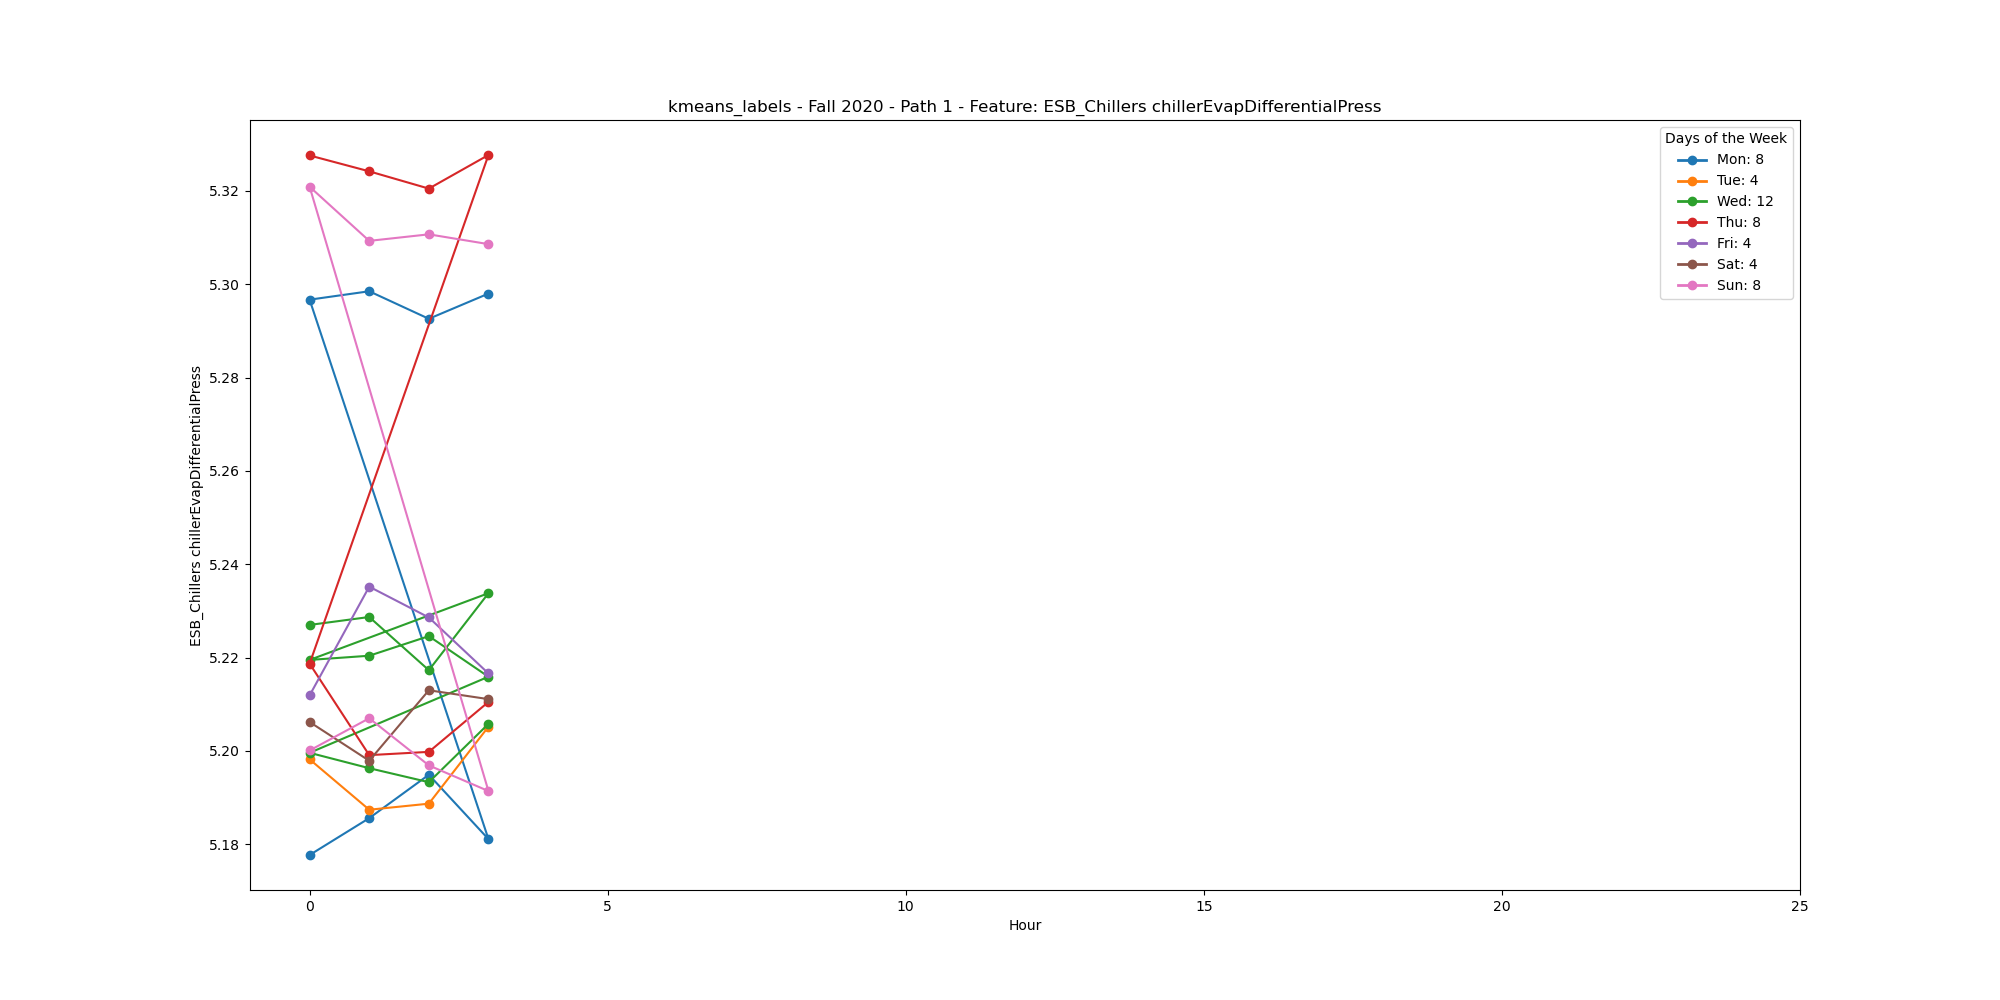 kmeans_labels - Fall 2020 - Path 1 - Feature: ESB_Chillers chillerEvapDifferentialPress
Days of the Week
Mon: 8
Tue: 4
Wed: 12
Thu: 8
Fri: 4
Sat: 4
Sun: 8
ESB_Chillers chillerEvapDifferentialPress
5.32
5.30
5.28
5.26
5.24
5.22
5.20
5.18
0 5 10 15 20 25
Hour